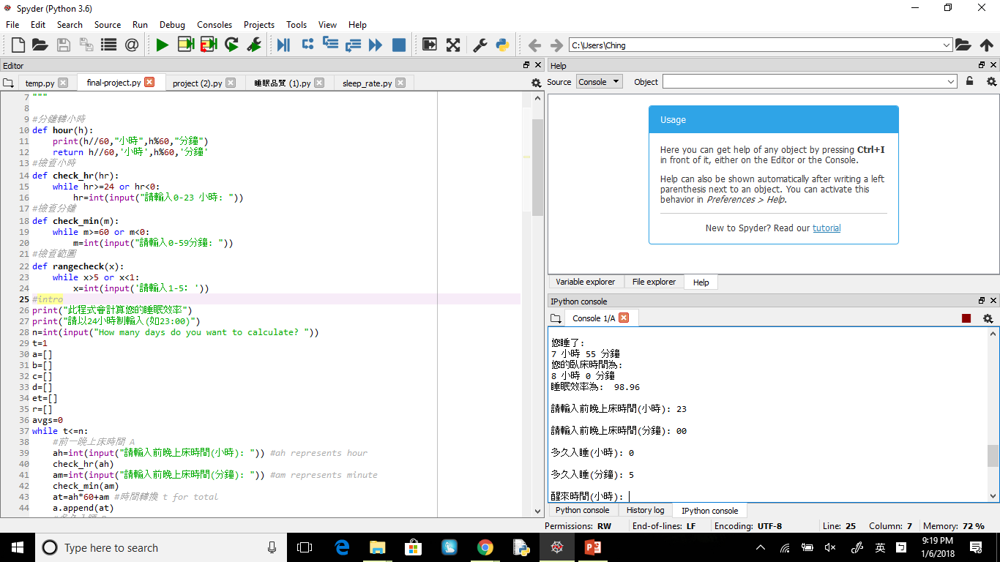 Spyder (Python 3.6)
File Edit Search Source Run Debug Consoles Projects Tools View Help
C:\Users\Ching
Editor
temp.py final-project.py project (2).py 睡眠品質 (1).py sleep_rate.py
7 """
8
9 #分鐘轉小時
10 def hour(h):
11 print(h//60,"小時",h%60,"分鐘")
12 return h//60,'小時',h%60,'分鐘'
13 #檢查小時
14 def check_hr(hr):
15 while hr>=24 or hr<0:
16 hr=int(input("請輸入0-23 小時: "))
17 #檢查分鐘
18 def check_min(m):
19 while m>=60 or m<0:
20 m=int(input("請輸入0-59分鐘: "))
21 #檢查範圍
22 def rangecheck(x):
23 while x>5 or x<1:
24 x=int(input('請輸入1-5: '))
25 #intro
26 print("此程式會計算您的睡眠效率")
27 print("請以24小時制輸入(如23:00)")
28 n=int(input("How many days do you want to calculate? "))
29 t=1
30 a=[]
31 b=[]
32 c=[]
33 d=[]
34 et=[]
35 r=[]
36 avgs=0
37 while t<=n:
38 #前一晚上床時間 A
39 ah=int(input("請輸入前晚上床時間(小時): ")) #ah represents hour
40 check_hr(ah)
41 am=int(input("請輸入前晚上床時間(分鐘): ")) #am represents minute
42 check_min(am)
43 at=ah*60+am #時間轉換 t for total
44 a.append(at)
Help
Source Console Object
Usage
Here you can get help of any object by pressing Ctrl+I
in front of it, either on the Editor or the Console.
Help can also be shown automatically after writing a left
parenthesis next to an object. You can activate this
behavior in Preferences > Help.
New to Spyder? Read our tutorial
Variable explorer File explorer Help
IPython console
Console 1/A
您睡了:
7 小時 55 分鐘
您的臥床時間為:
8 小時 0 分鐘
睡眠效率為: 98.96
請輸入前晚上床時間(小時): 23
請輸入前晚上床時間(分鐘): 00
多久入睡(小時): 0
多久入睡(分鐘): 5
醒來時間(小時):
Python console History log IPython console
Permissions: RW End-of-lines: LF Encoding: UTF-8 Line: 25 Column: 7 Memory: 72 %
Type here to search
英
9:19 PM
1/6/2018